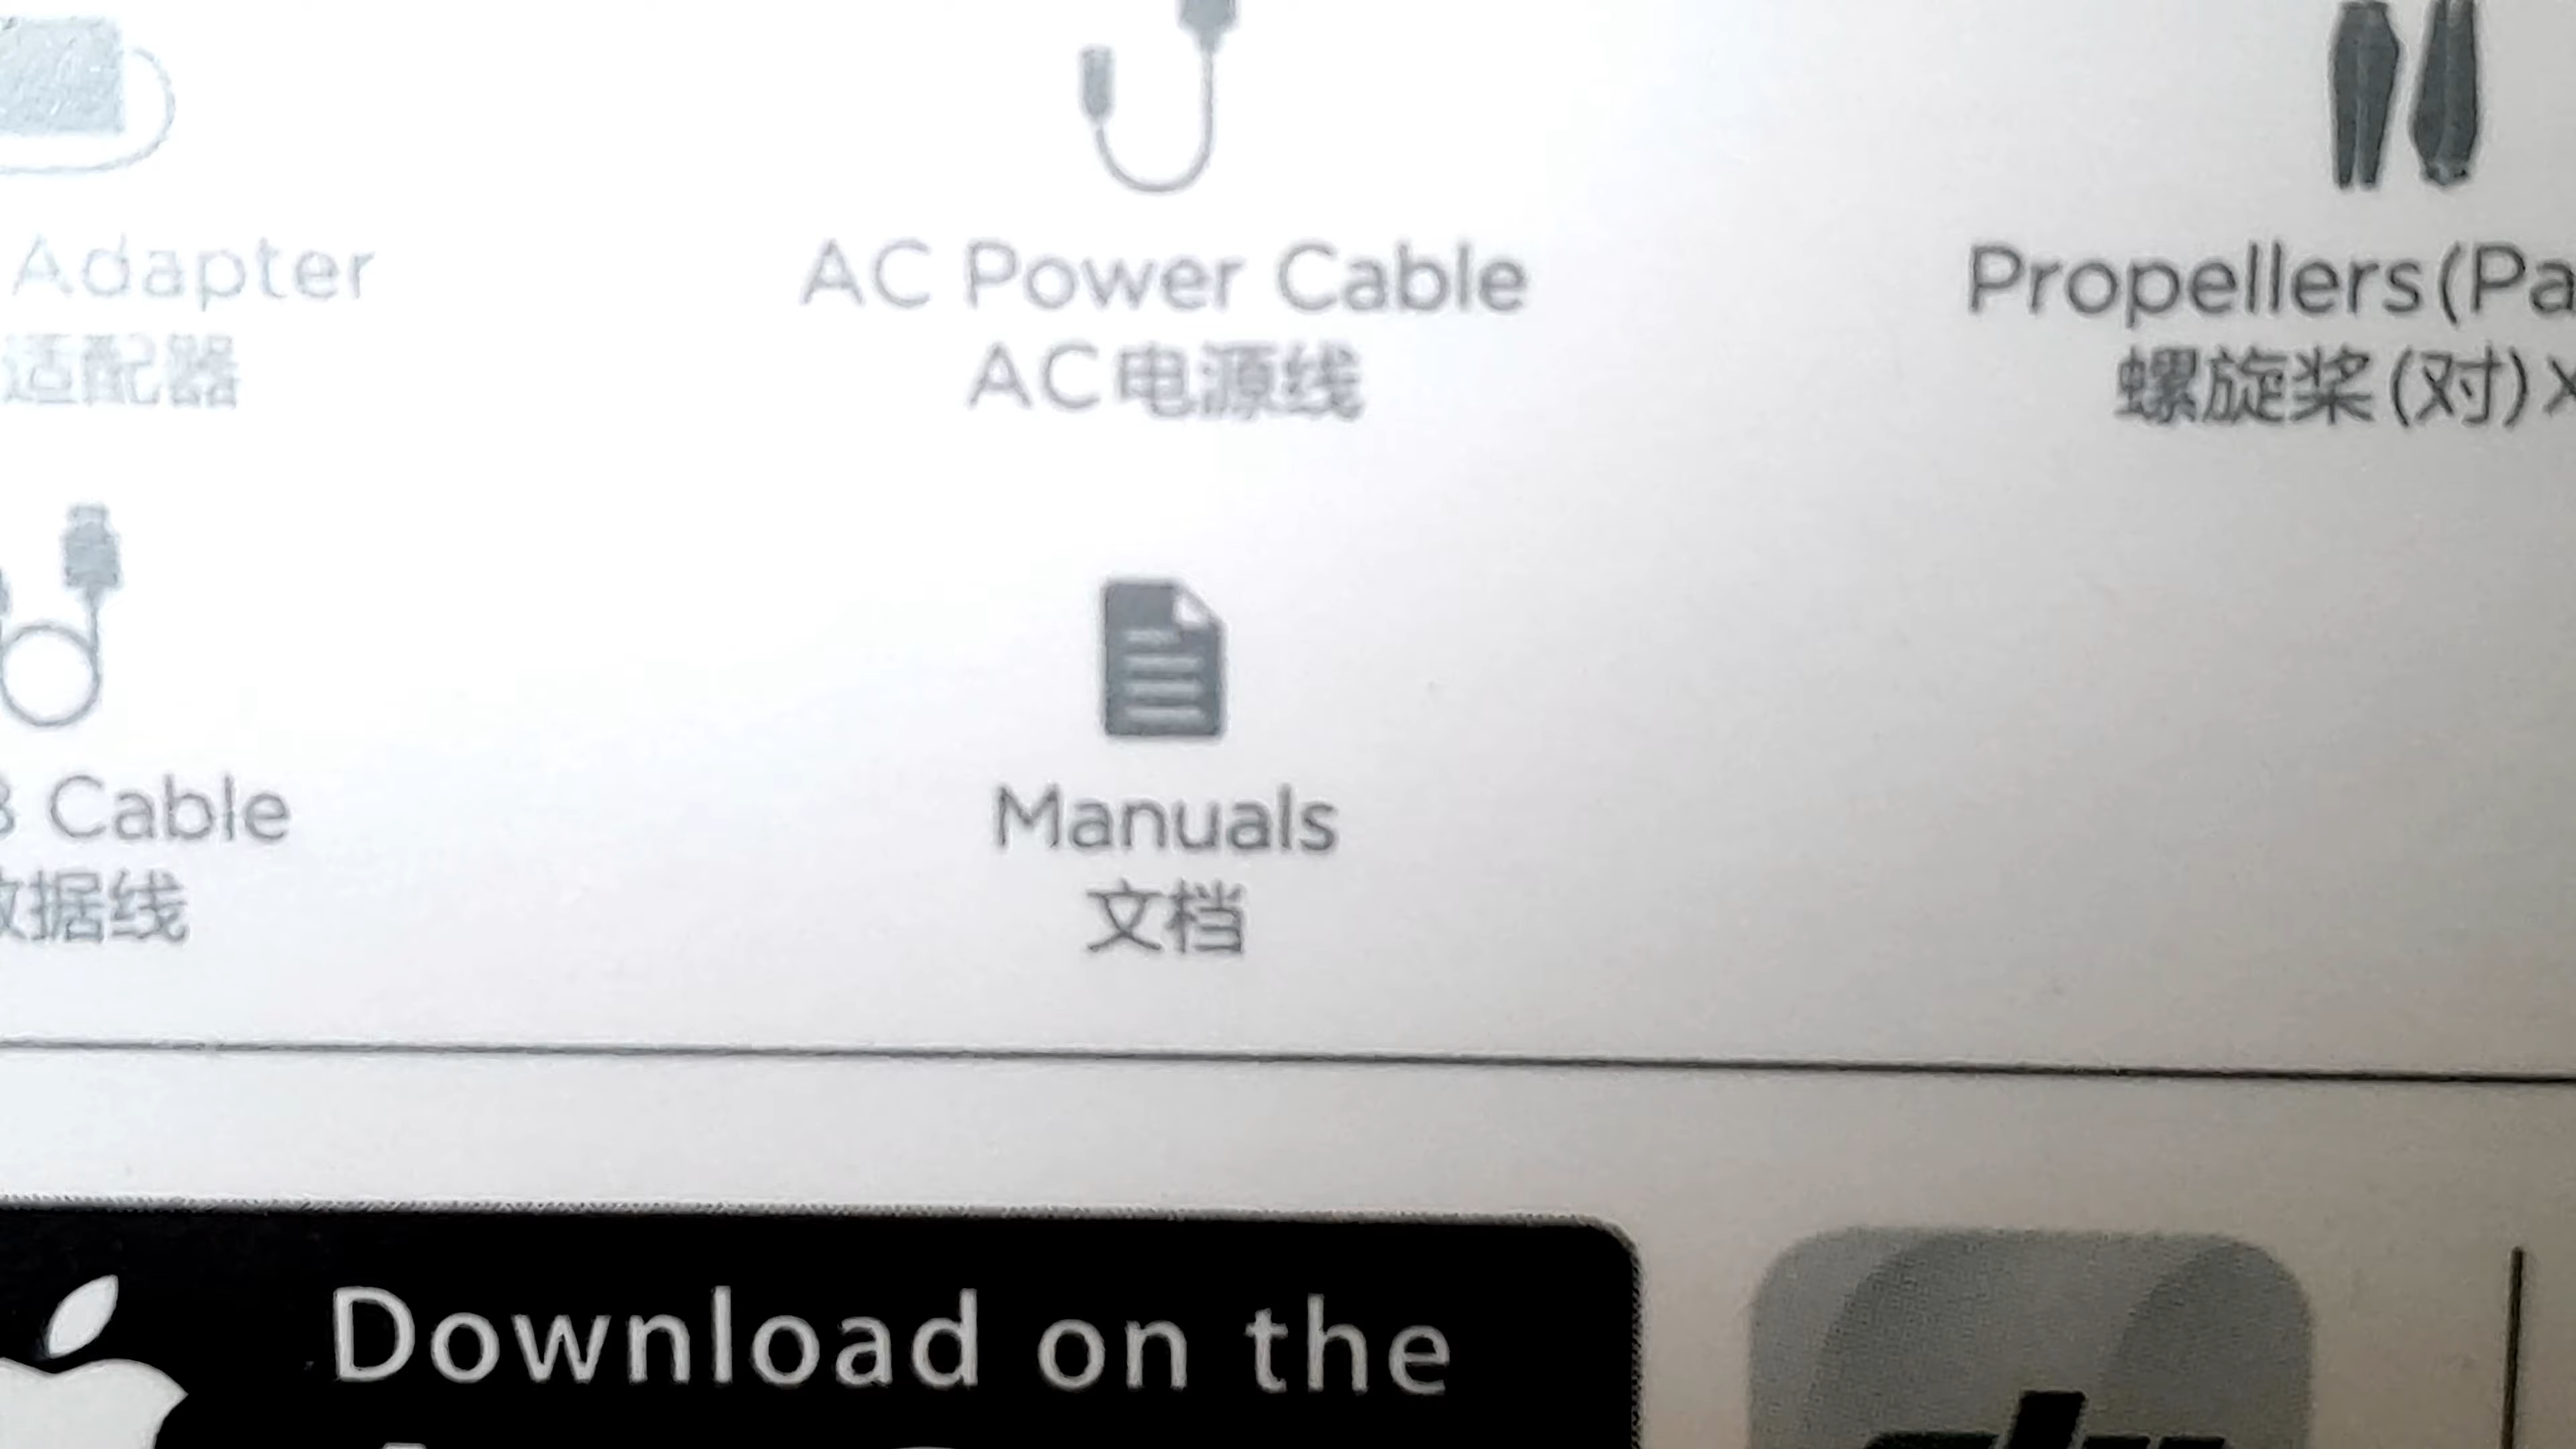 Adapter
适配器
AC Power Cable
AC电源线
Propellers(Pa
螺旋桨(对)×
Cable
据线
Manuals
文档
Download on the